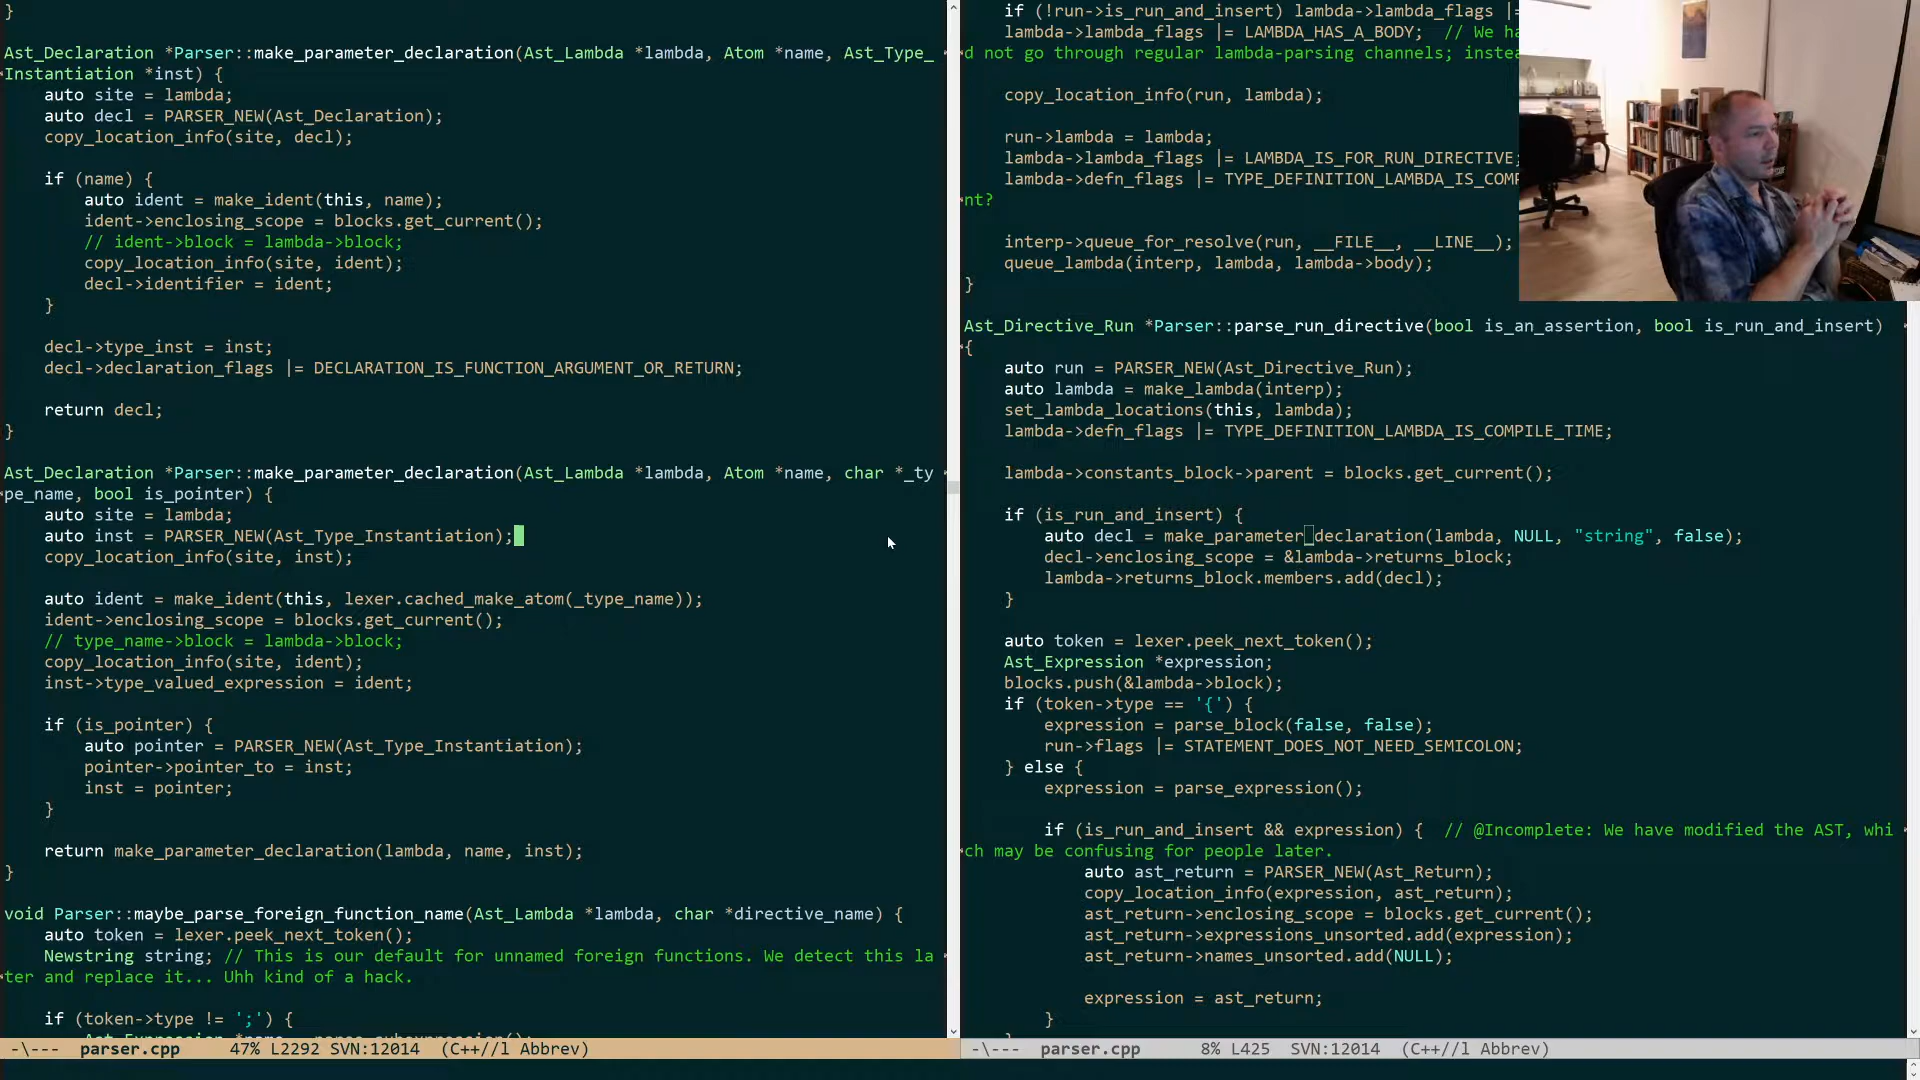 }
Ast_Declaration *Parser::make_parameter_declaration(Ast_Lambda *lambda, Atom *name, Ast_Type_
Instantiation *inst) {
auto site = lambda;
auto decl = PARSER_NEW(Ast_Declaration);
copy_location_info(site, decl);
if (name) {
auto ident = make_ident(this, name);
ident->enclosing_scope = blocks.get_current();
// ident->block = lambda->block;
copy_location_info(site, ident);
decl->identifier = ident;
}
decl->type_inst = inst;
decl->declaration_flags |= DECLARATION_IS_FUNCTION_ARGUMENT_OR_RETURN;
return decl;
}
Ast_Declaration *Parser::make_parameter_declaration(Ast_Lambda *lambda, Atom *name, char *_ty
pe_name, bool is_pointer) {
auto site = lambda;
auto inst = PARSER_NEW(Ast_Type_Instantiation);
copy_location_info(site, inst);
auto ident = make_ident(this, lexer.cached_make_atom(_type_name));
ident->enclosing_scope = blocks.get_current();
// type_name->block = lambda->block;
copy_location_info(site, ident);
inst->type_valued_expression = ident;
if (is_pointer) {
auto pointer = PARSER_NEW(Ast_Type_Instantiation);
pointer->pointer_to = inst;
inst = pointer;
}
return make_parameter_declaration(lambda, name, inst);
}
void Parser::maybe_parse_foreign_function_name(Ast_Lambda *lambda, char *directive_name) {
auto token = lexer.peek_next_token();
Newstring string; // This is our default for unnamed foreign functions. We detect this la
ter and replace it... Uhh kind of a hack.
if (token->type != ';') {
-\--- parser.cpp 47% L2292 SVN:12014 (C++//l Abbrev)
if (!run->is_run_and_insert) lambda->lambda_flags |=
lambda->lambda_flags |= LAMBDA_HAS_A_BODY; // We ha
d not go through regular lambda-parsing channels; instea
copy_location_info(run, lambda);
run->lambda = lambda;
lambda->lambda_flags |= LAMBDA_IS_FOR_RUN_DIRECTIVE;
lambda->defn_flags |= TYPE_DEFINITION_LAMBDA_IS_COMP
nt?
interp->queue_for_resolve(run, __FILE__, __LINE__);
queue_lambda(interp, lambda, lambda->body);
}
Ast_Directive_Run *Parser::parse_run_directive(bool is_an_assertion, bool is_run_and_insert)
{
auto run = PARSER_NEW(Ast_Directive_Run);
auto lambda = make_lambda(interp);
set_lambda_locations(this, lambda);
lambda->defn_flags |= TYPE_DEFINITION_LAMBDA_IS_COMPILE_TIME;
lambda->constants_block->parent = blocks.get_current();
if (is_run_and_insert) {
auto decl = make_parameter_declaration(lambda, NULL, "string", false);
decl->enclosing_scope = &lambda->returns_block;
lambda->returns_block.members.add(decl);
}
auto token = lexer.peek_next_token();
Ast_Expression *expression;
blocks.push(&lambda->block);
if (token->type == '{') {
expression = parse_block(false, false);
run->flags |= STATEMENT_DOES_NOT_NEED_SEMICOLON;
} else {
expression = parse_expression();
if (is_run_and_insert && expression) { // @Incomplete: We have modified the AST, whi
ch may be confusing for people later.
auto ast_return = PARSER_NEW(Ast_Return);
copy_location_info(expression, ast_return);
ast_return->enclosing_scope = blocks.get_current();
ast_return->expressions_unsorted.add(expression);
ast_return->names_unsorted.add(NULL);
expression = ast_return;
}
-\--- parser.cpp 8% L425 SVN:12014 (C++//l Abbrev)